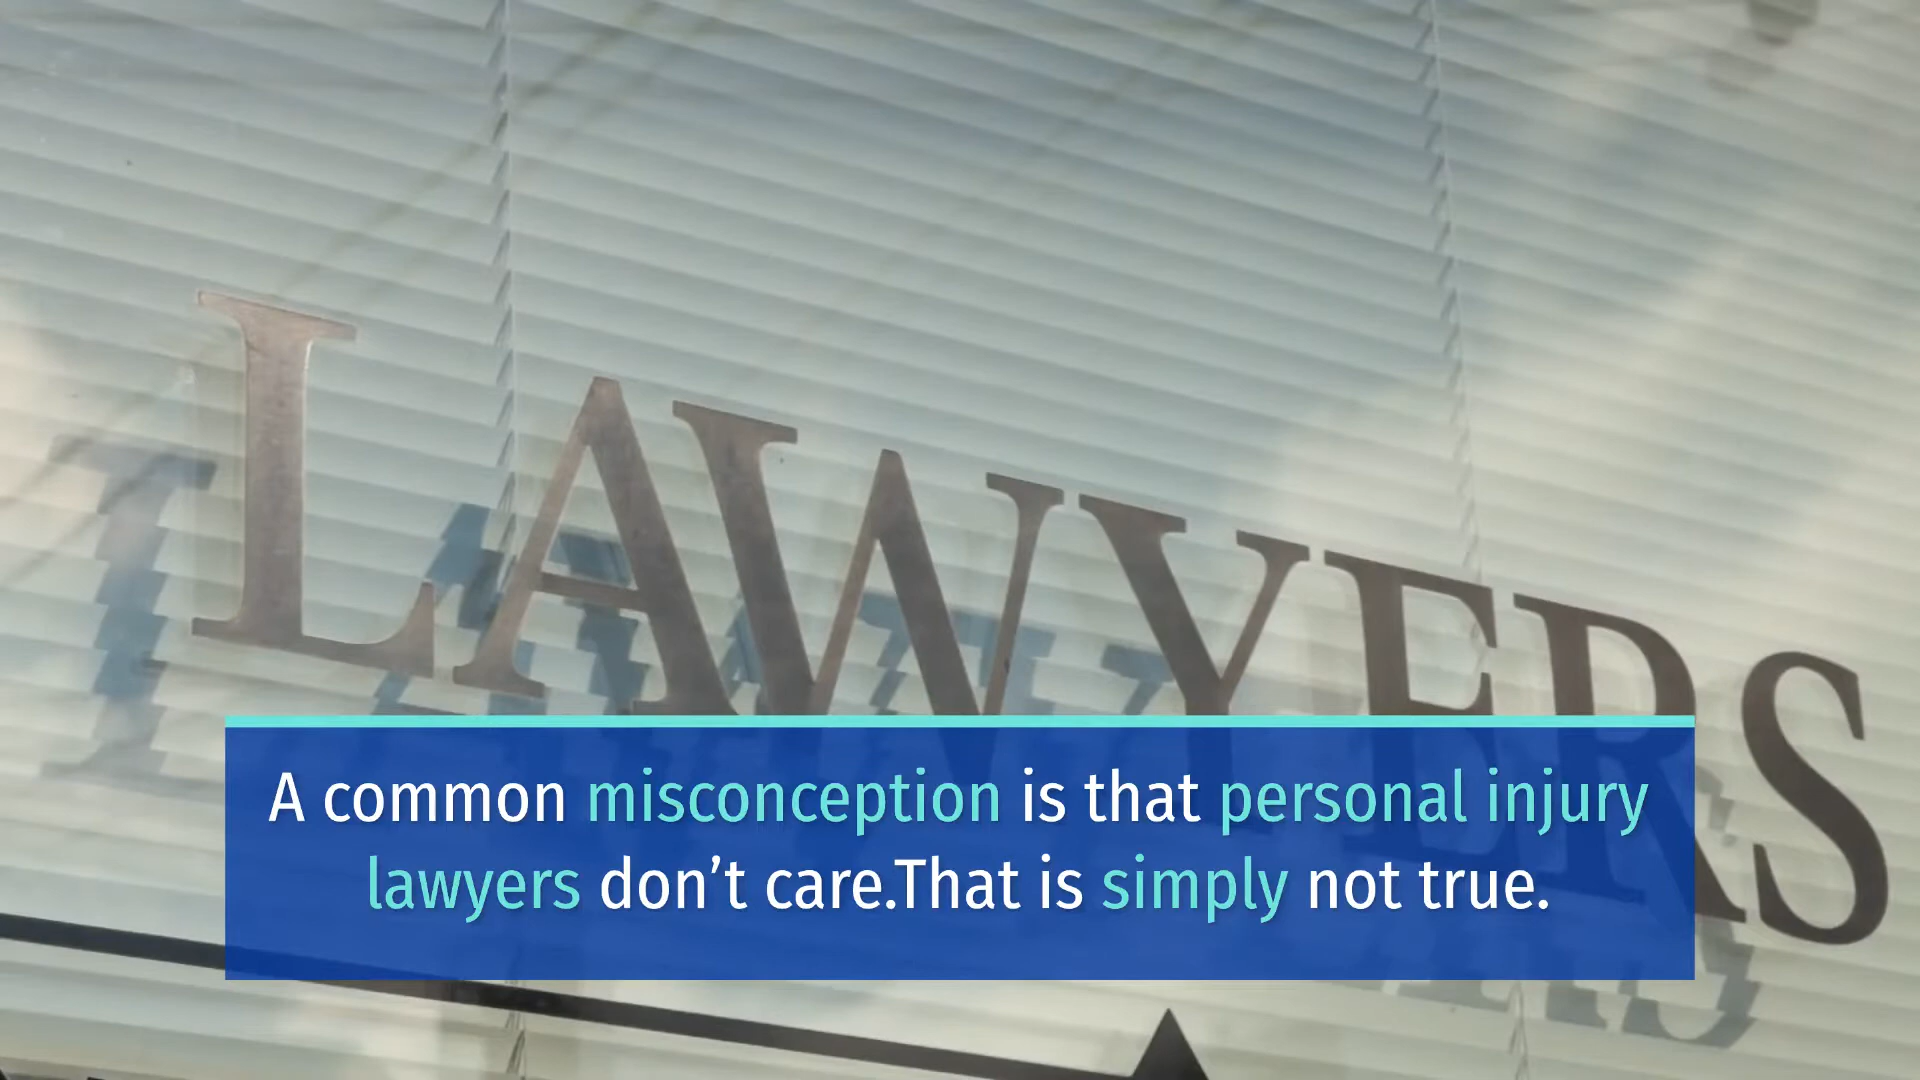 LAWYERS
A common misconception is that personal injury
lawyers don’t care.That is simply not true.